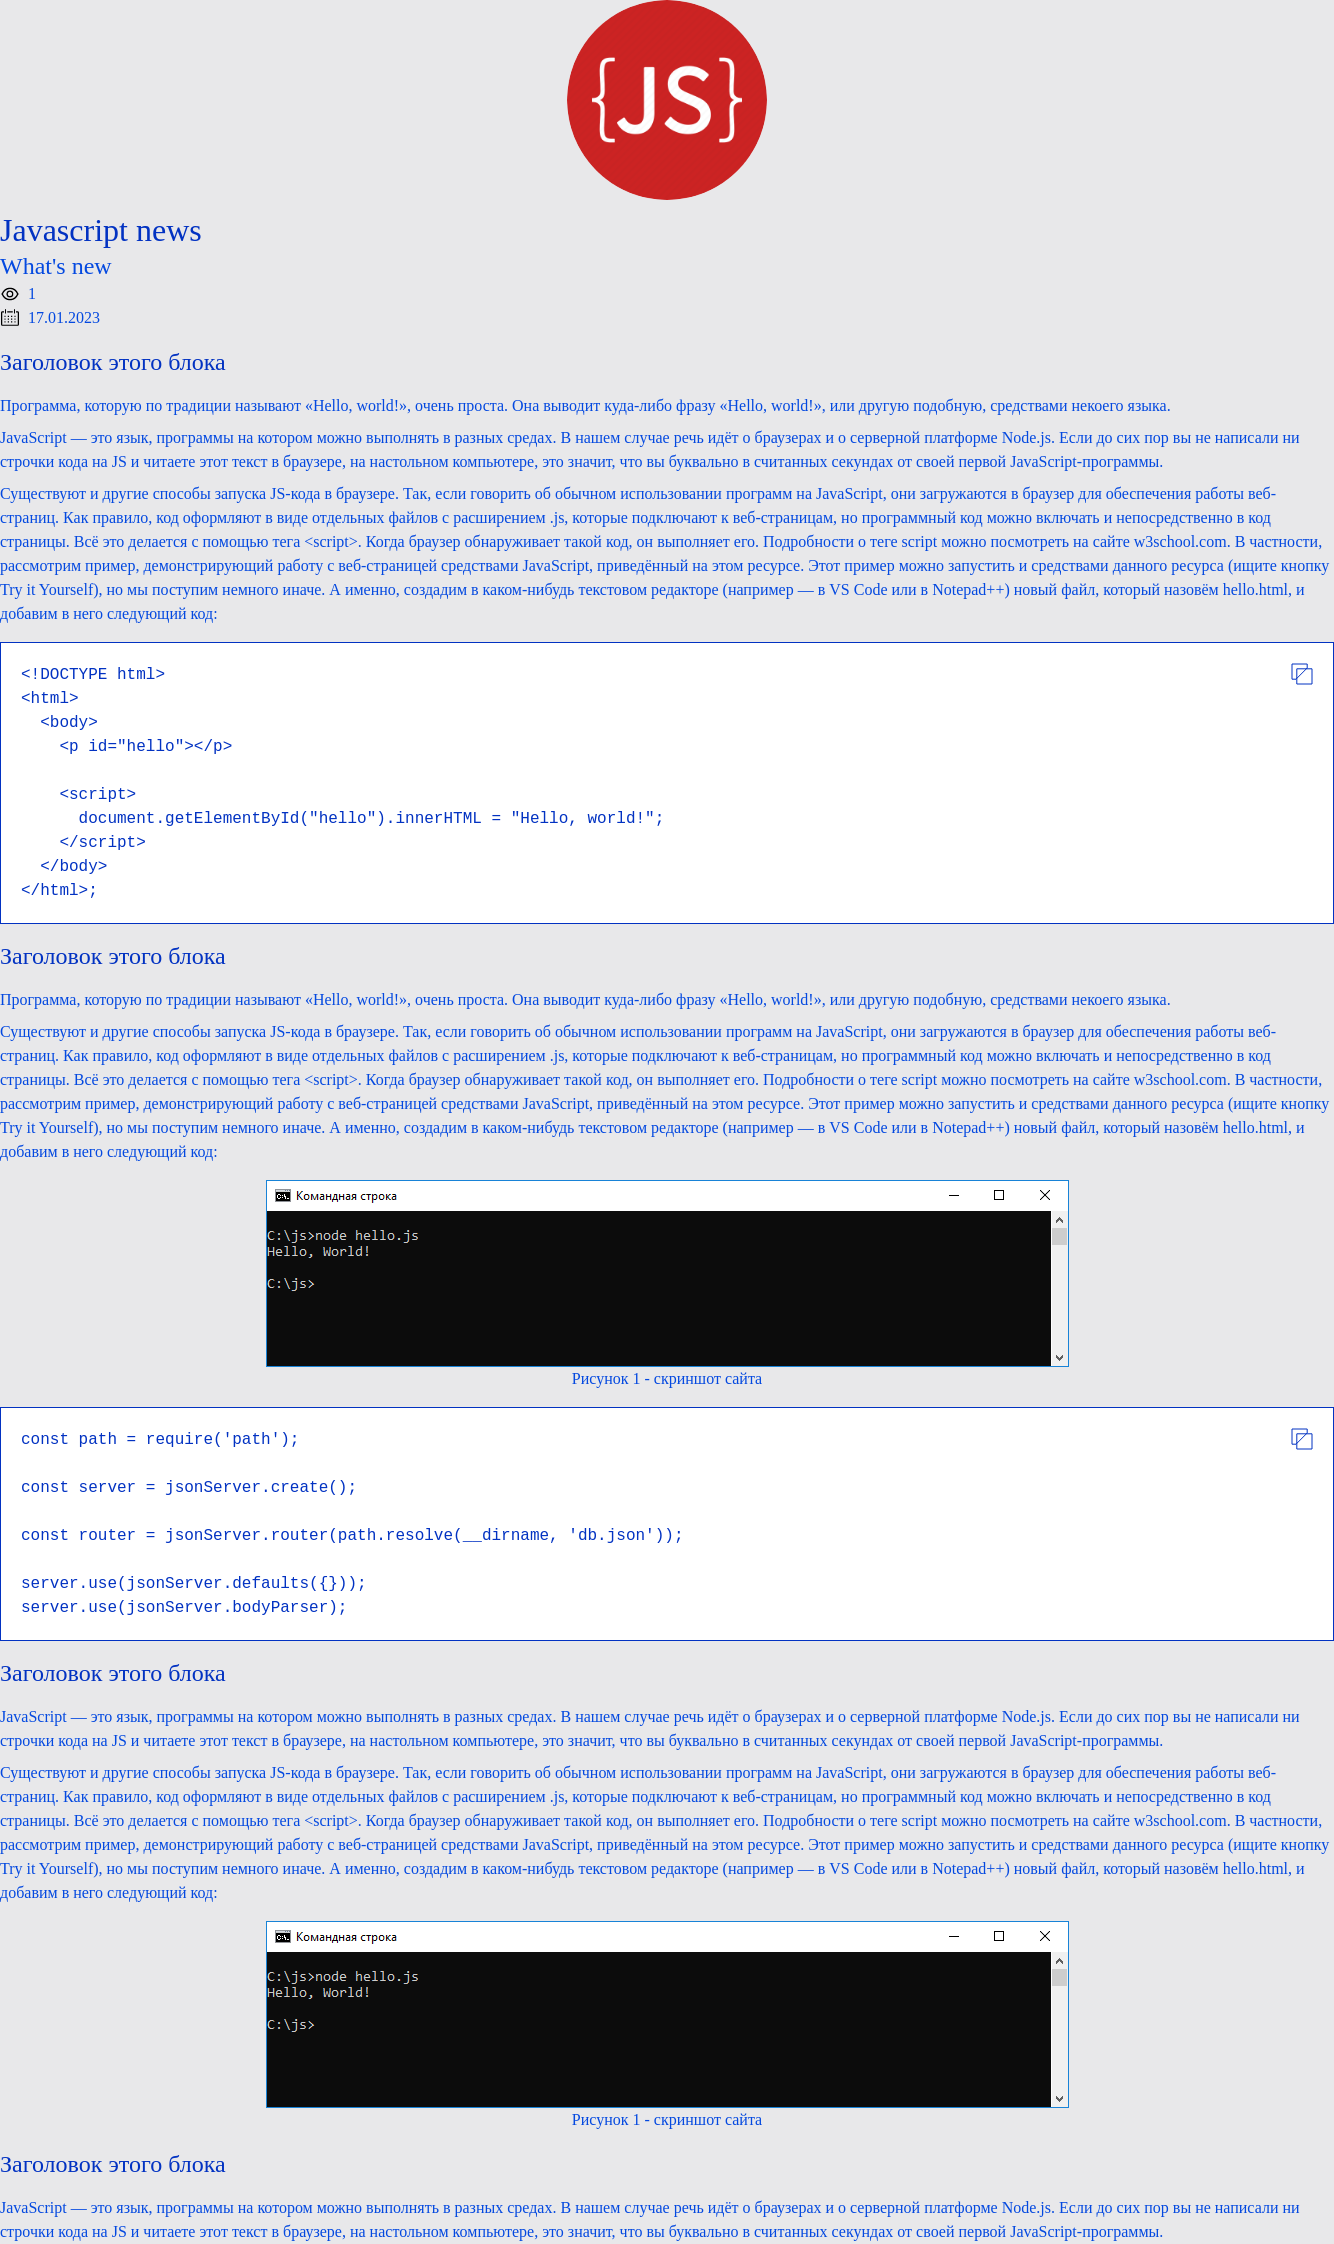 {JS}
Javascript news
What's new
1
17.01.2023
Заголовок этого блока
Программа, которую по традиции называют «Hello, world!», очень проста. Она выводит куда-либо фразу «Hello, world!», или другую подобную, средствами некоего языка.
JavaScript — это язык, программы на котором можно выполнять в разных средах. В нашем случае речь идёт о браузерах и о серверной платформе Node.js. Если до сих пор вы не написали ни
строчки кода на JS и читаете этот текст в браузере, на настольном компьютере, это значит, что вы буквально в считанных секундах от своей первой JavaScript-программы.
Существуют и другие способы запуска JS-кода в браузере. Так, если говорить об обычном использовании программ на JavaScript, они загружаются в браузер для обеспечения работы веб-
страниц. Как правило, код оформляют в виде отдельных файлов с расширением .js, которые подключают к веб-страницам, но программный код можно включать и непосредственно в код
страницы. Всё это делается с помощью тега <script>. Когда браузер обнаруживает такой код, он выполняет его. Подробности о теге script можно посмотреть на сайте w3school.com. В частности,
рассмотрим пример, демонстрирующий работу с веб-страницей средствами JavaScript, приведённый на этом ресурсе. Этот пример можно запустить и средствами данного ресурса (ищите кнопку
Try it Yourself), но мы поступим немного иначе. А именно, создадим в каком-нибудь текстовом редакторе (например — в VS Code или в Notepad++) новый файл, который назовём hello.html, и
добавим в него следующий код:
<!DOCTYPE html>
<html>
  <body>
    <p id="hello"></p>
    <script>
      document.getElementById("hello").innerHTML = "Hello, world!";
    </script>
  </body>
</html>;
Заголовок этого блока
Программа, которую по традиции называют «Hello, world!», очень проста. Она выводит куда-либо фразу «Hello, world!», или другую подобную, средствами некоего языка.
Существуют и другие способы запуска JS-кода в браузере. Так, если говорить об обычном использовании программ на JavaScript, они загружаются в браузер для обеспечения работы веб-
страниц. Как правило, код оформляют в виде отдельных файлов с расширением .js, которые подключают к веб-страницам, но программный код можно включать и непосредственно в код
страницы. Всё это делается с помощью тега <script>. Когда браузер обнаруживает такой код, он выполняет его. Подробности о теге script можно посмотреть на сайте w3school.com. В частности,
рассмотрим пример, демонстрирующий работу с веб-страницей средствами JavaScript, приведённый на этом ресурсе. Этот пример можно запустить и средствами данного ресурса (ищите кнопку
Try it Yourself), но мы поступим немного иначе. А именно, создадим в каком-нибудь текстовом редакторе (например — в VS Code или в Notepad++) новый файл, который назовём hello.html, и
добавим в него следующий код:
Командная строка
C:\js>node hello.js
Hello, World!
C:\js>
Рисунок 1 - скриншот сайта
const path = require('path');
const server = jsonServer.create();
const router = jsonServer.router(path.resolve(__dirname, 'db.json'));
server.use(jsonServer.defaults({}));
server.use(jsonServer.bodyParser);
Заголовок этого блока
JavaScript — это язык, программы на котором можно выполнять в разных средах. В нашем случае речь идёт о браузерах и о серверной платформе Node.js. Если до сих пор вы не написали ни
строчки кода на JS и читаете этот текст в браузере, на настольном компьютере, это значит, что вы буквально в считанных секундах от своей первой JavaScript-программы.
Существуют и другие способы запуска JS-кода в браузере. Так, если говорить об обычном использовании программ на JavaScript, они загружаются в браузер для обеспечения работы веб-
страниц. Как правило, код оформляют в виде отдельных файлов с расширением .js, которые подключают к веб-страницам, но программный код можно включать и непосредственно в код
страницы. Всё это делается с помощью тега <script>. Когда браузер обнаруживает такой код, он выполняет его. Подробности о теге script можно посмотреть на сайте w3school.com. В частности,
рассмотрим пример, демонстрирующий работу с веб-страницей средствами JavaScript, приведённый на этом ресурсе. Этот пример можно запустить и средствами данного ресурса (ищите кнопку
Try it Yourself), но мы поступим немного иначе. А именно, создадим в каком-нибудь текстовом редакторе (например — в VS Code или в Notepad++) новый файл, который назовём hello.html, и
добавим в него следующий код:
Командная строка
C:\js>node hello.js
Hello, World!
C:\js>
Рисунок 1 - скриншот сайта
Заголовок этого блока
JavaScript — это язык, программы на котором можно выполнять в разных средах. В нашем случае речь идёт о браузерах и о серверной платформе Node.js. Если до сих пор вы не написали ни
строчки кода на JS и читаете этот текст в браузере, на настольном компьютере, это значит, что вы буквально в считанных секундах от своей первой JavaScript-программы.